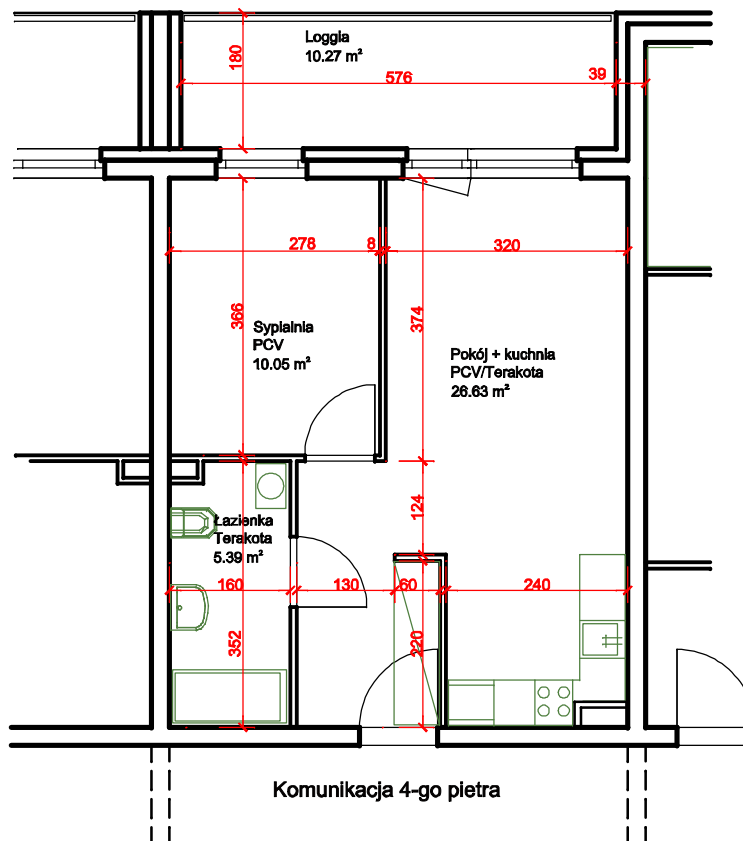 Loggia
10.27 m²
180
576
39
278
8
320
366
374
Sypialnia
PCV
10.05 m²
Pokój + kuchnia
PCV/Terakota
26.63 m²
124
Łazienka
Terakota
5.39 m²
160
130
60
240
352
220
Komunikacja 4-go pietra